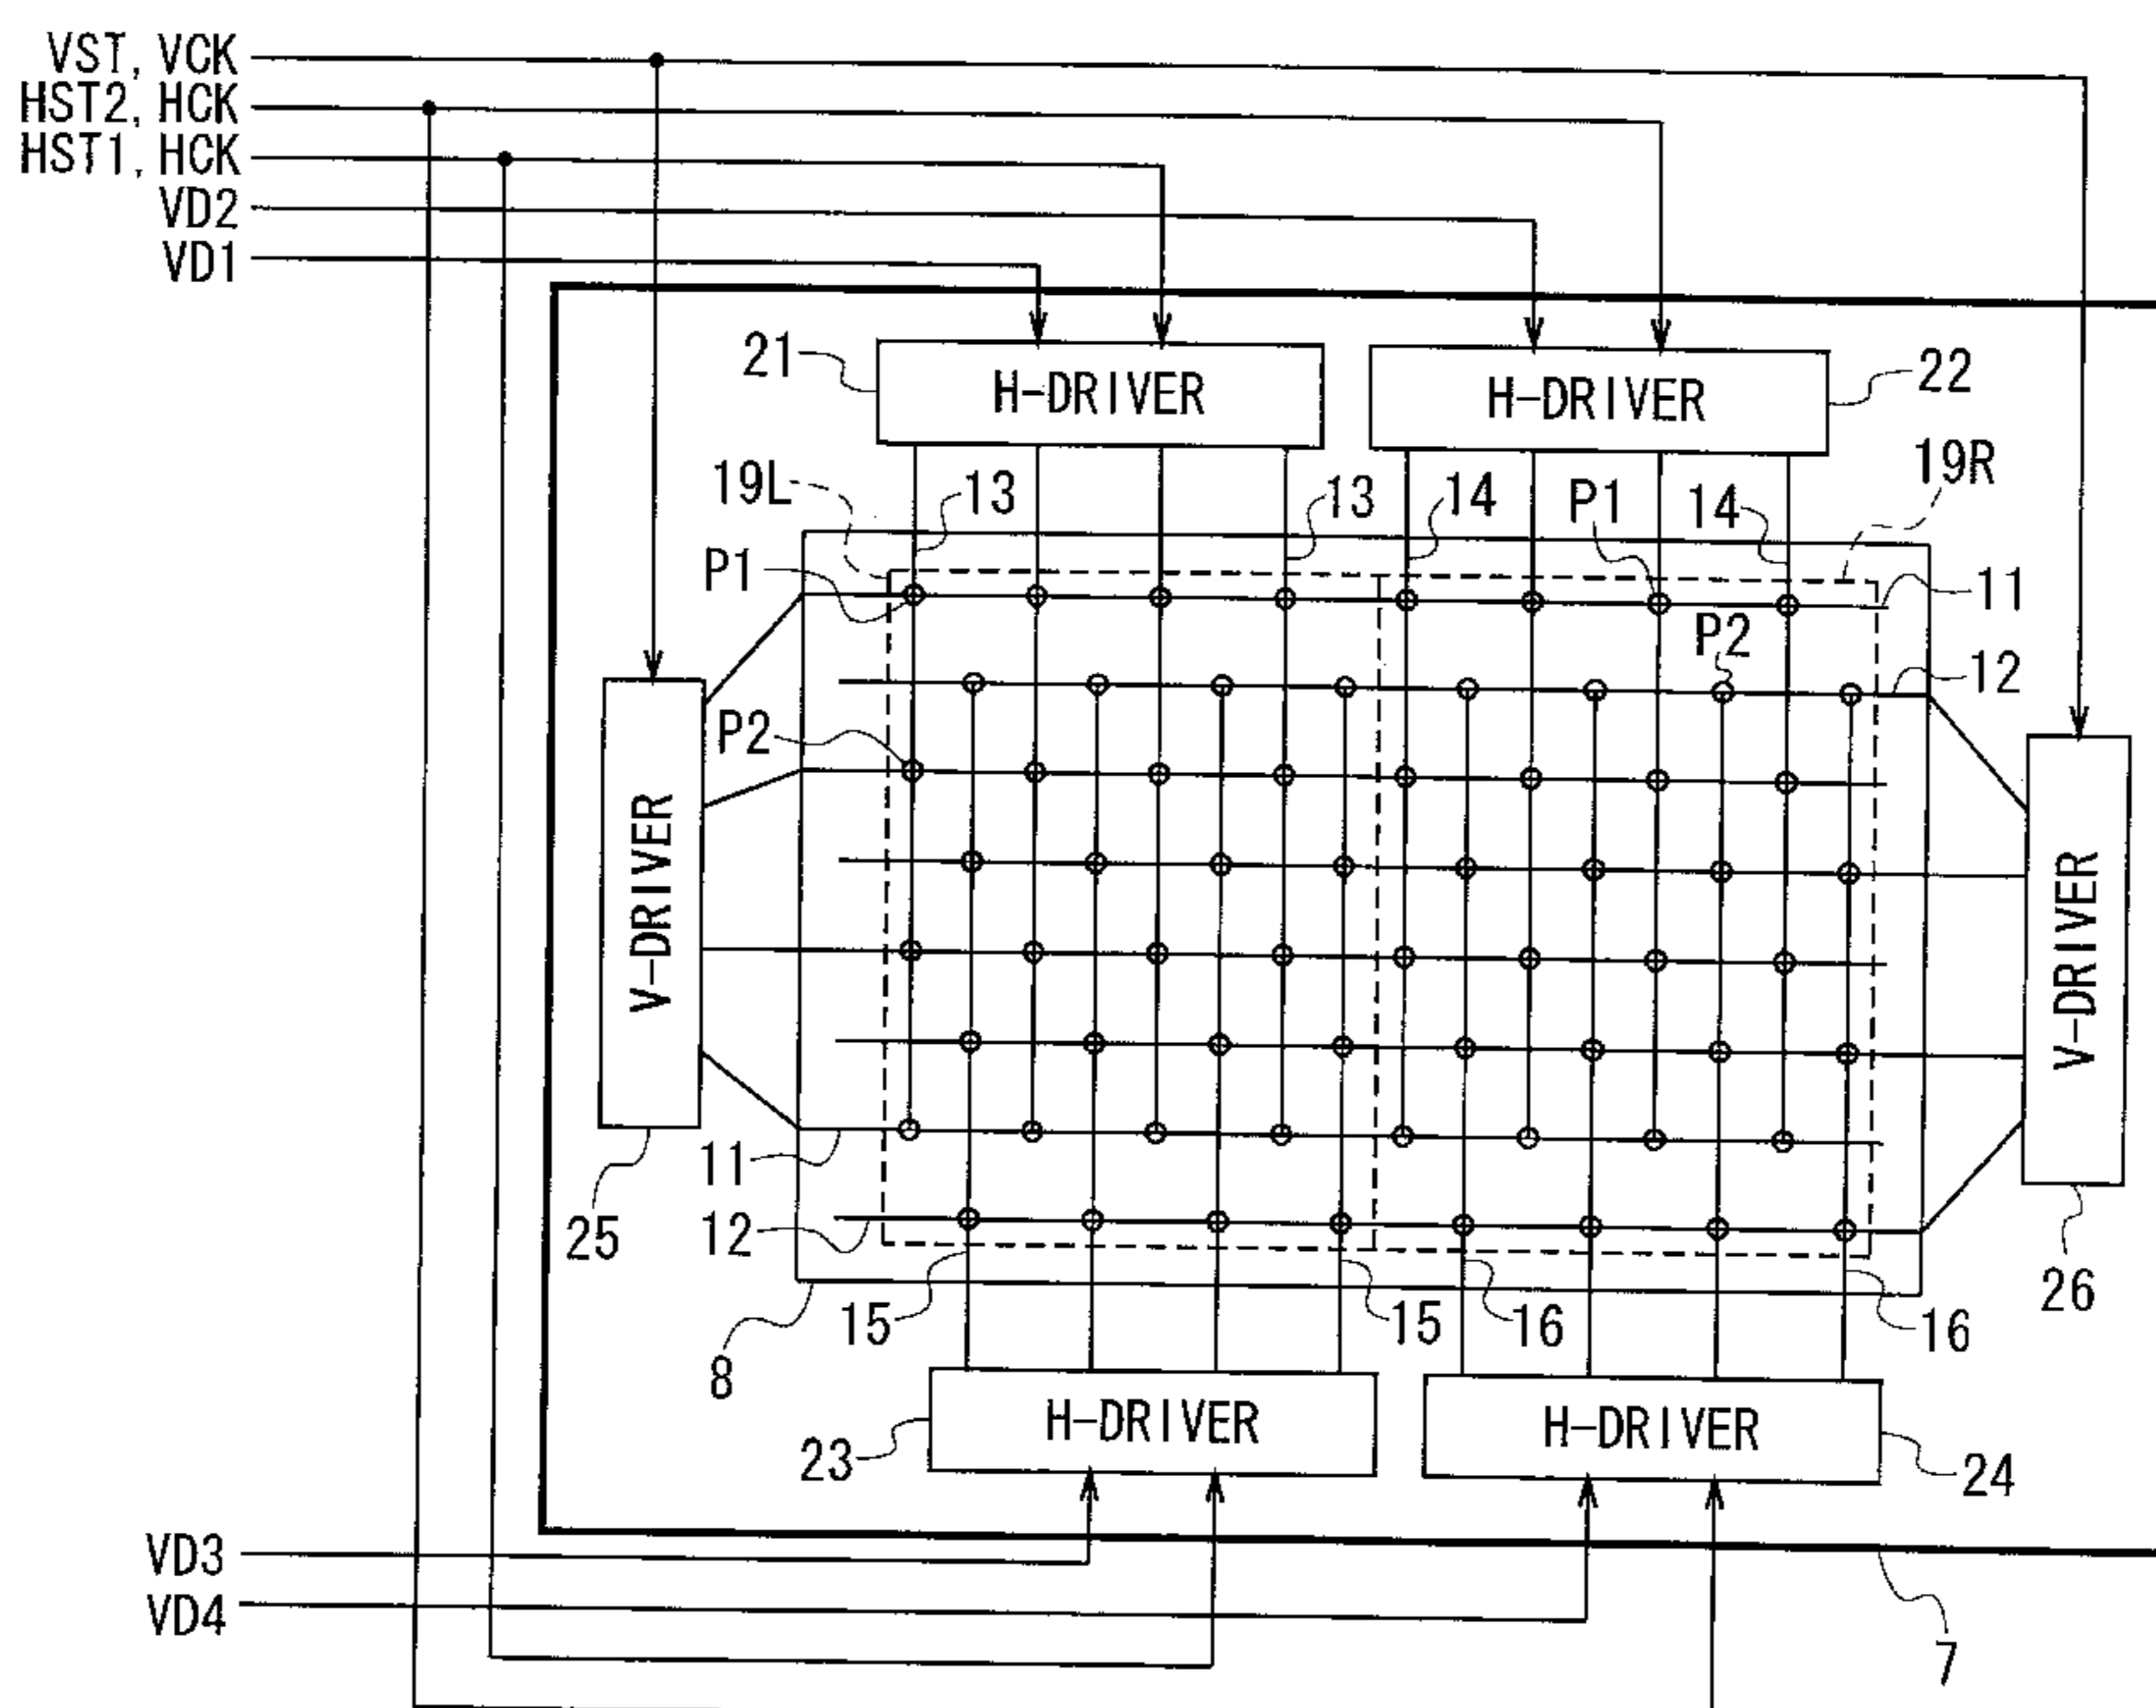 VST, VCK
HST2, HCK
HST1, HCK
VD2
VD1
21
H-DRIVER
H-DRIVER
22
19L
13
13
14
P1
14
19R
P1
11
P2
12
P2
V-DRIVER
V-DRIVER
11
25
12
15
15
16
16
26
8
H-DRIVER
H-DRIVER
23
24
VD3
VD4
7